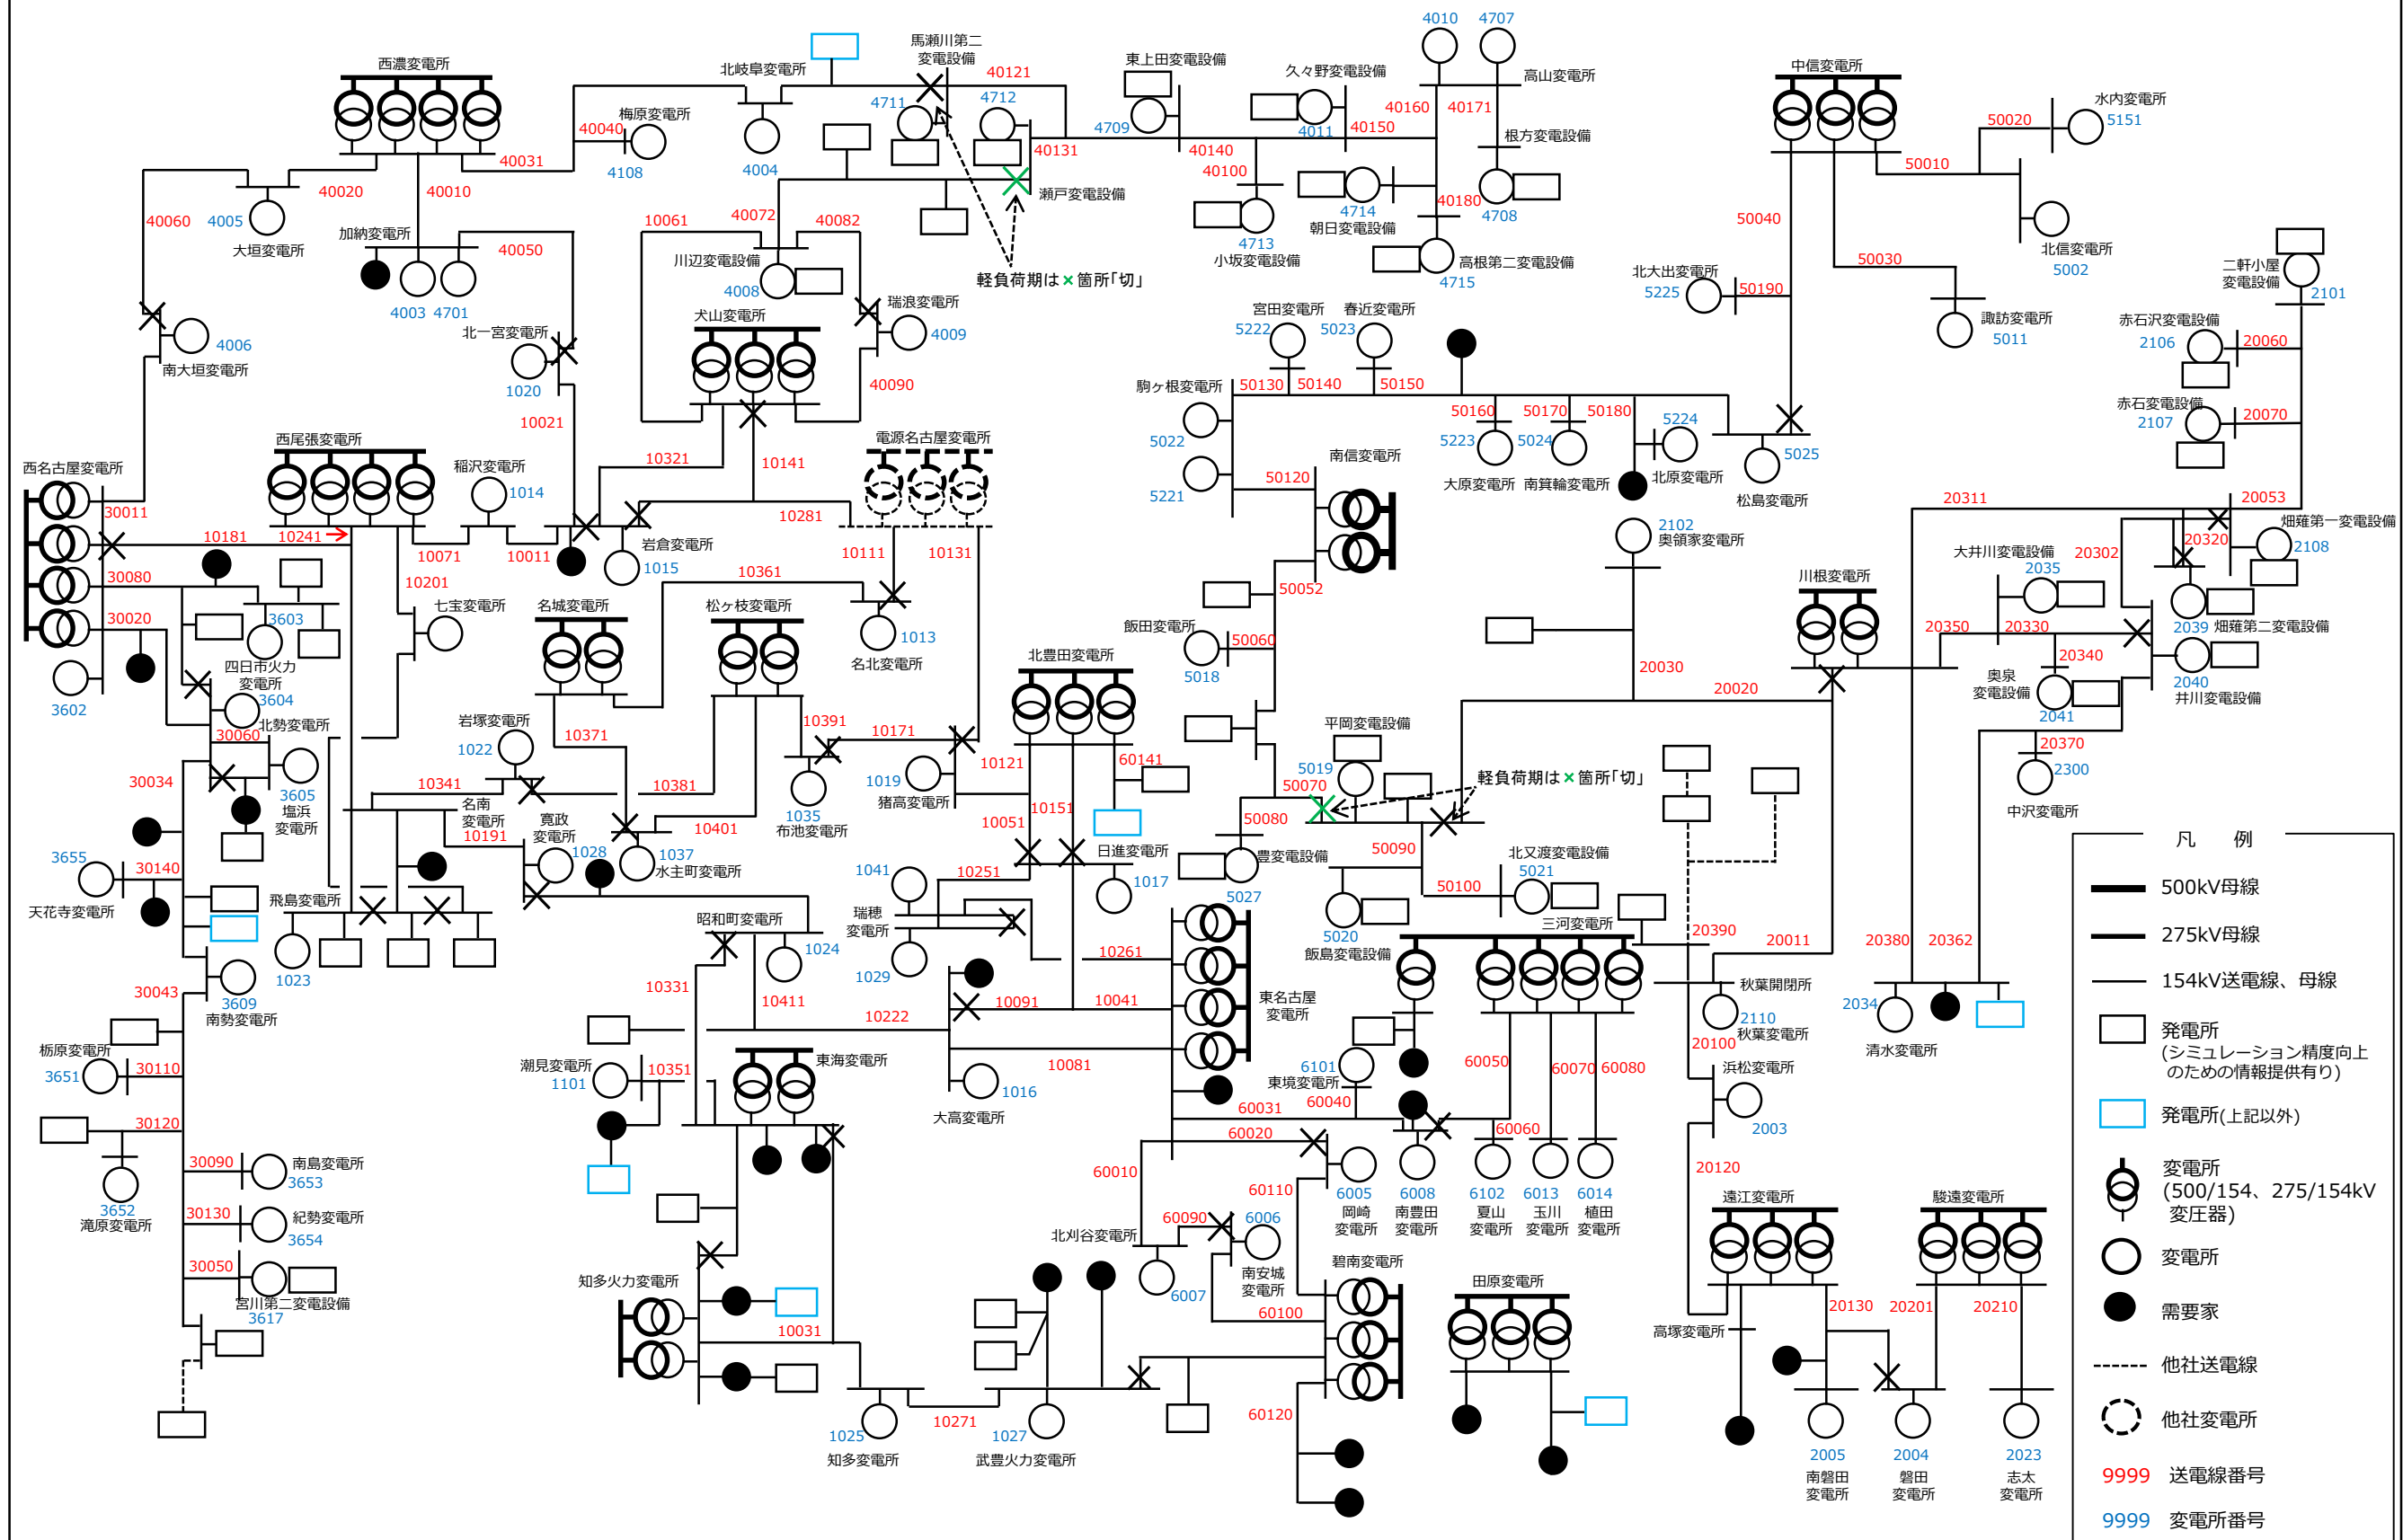 4010
4707
馬瀬川第二
変電設備
西濃変電所
北岐阜変電所
40121
東上田変電設備
久々野変電設備
高山変電所
中信変電所
水内変電所
5151
50020
梅原変電所
40040
4108
4711
4712
4004
4709
4011
40160
40171
40150
根方変電設備
40031
40131
40140
40100
50010
40020
40010
瀬戸変電設備
4714
朝日変電設備
40180
4708
40060
4005
大垣変電所
加納変電所
40050
10061
40072
40082
川辺変電設備
4008
4713
小坂変電設備
高根第二変電設備
4715
50040
北信変電所
5002
50030
軽負荷期は×箇所「切」
北大出変電所
5225
50190
二軒小屋
変電設備
2101
4003
4701
北一宮変電所
1020
犬山変電所
瑞浪変電所
4009
4006
南大垣変電所
宮田変電所
5222
春近変電所
5023
諏訪変電所
5011
赤石沢変電設備
2106
20060
40090
駒ヶ根変電所
50130
50140
50150
赤石変電設備
2107
20070
10021
5022
50160
50170
50180
5224
5223
5024
5025
西尾張変電所
電源名古屋変電所
西名古屋変電所
稲沢変電所
1014
10321
10141
南信変電所
50120
5221
大原変電所
南箕輪変電所
北原変電所
松島変電所
20311
20053
30011
10181
10241
10071
10011
岩倉変電所
1015
10281
10111
10131
2102
奥領家変電所
畑薙第一変電設備
2108
20302
20320
大井川変電設備
2035
30080
10201
10361
50052
川根変電所
30020
3603
七宝変電所
名城変電所
松ヶ枝変電所
1013
名北変電所
飯田変電所
50060
5018
20350
20330
2039
畑薙第二変電設備
四日市火力
変電所
3604
3602
北豊田変電所
20030
20340
2040
井川変電設備
奥泉
変電設備
2041
20020
北勢変電所
30060
岩塚変電所
1022
10371
10391
10171
平岡変電設備
20370
2300
中沢変電所
30034
3605
塩浜
変電所
10341
10381
1019
猪高変電所
10121
60141
5019
50070
軽負荷期は×箇所「切」
名南
変電所
10191
寛政
変電所
1028
10401
1035
布池変電所
10051
10151
50080
凡 例
500kV母線
275kV母線
154kV送電線、母線
発電所
(シミュレーション精度向上
のための情報提供有り)
発電所(上記以外)
変電所
(500/154、275/154kV
変圧器)
変電所
需要家
他社送電線
他社変電所
9999 送電線番号
9999 変電所番号
3655
30140
天花寺変電所
1037
水主町変電所
1041
10251
日進変電所
1017
豊変電設備
5027
50090
北又渡変電設備
5021
50100
飛島変電所
1023
昭和町変電所
1024
瑞穂
変電所
1029
10261
5020
飯島変電設備
三河変電所
20390
20011
20380
20362
30043
3609
南勢変電所
10331
10411
10222
10091
10041
東名古屋
変電所
秋葉開閉所
2110
秋葉変電所
2034
清水変電所
栃原変電所
3651
30110
潮見変電所
1101
10351
東海変電所
10081
1016
大高変電所
6101
東境変電所
60040
60050
60070
60080
20100
浜松変電所
2003
30120
3652
滝原変電所
60031
60020
60060
60010
20120
30090
南島変電所
3653
60110
6005
岡崎
変電所
6008
南豊田
変電所
6102
夏山
変電所
6013
玉川
変電所
6014
植田
変電所
遠江変電所
駿遠変電所
30130
紀勢変電所
3654
北刈谷変電所
60090
6006
南安城
変電所
6007
30050
宮川第二変電設備
3617
知多火力変電所
碧南変電所
田原変電所
60100
10031
高塚変電所
20130
20201
20210
60120
1025
知多変電所
10271
1027
武豊火力変電所
2005
南磐田
変電所
2004
磐田
変電所
2023
志太
変電所